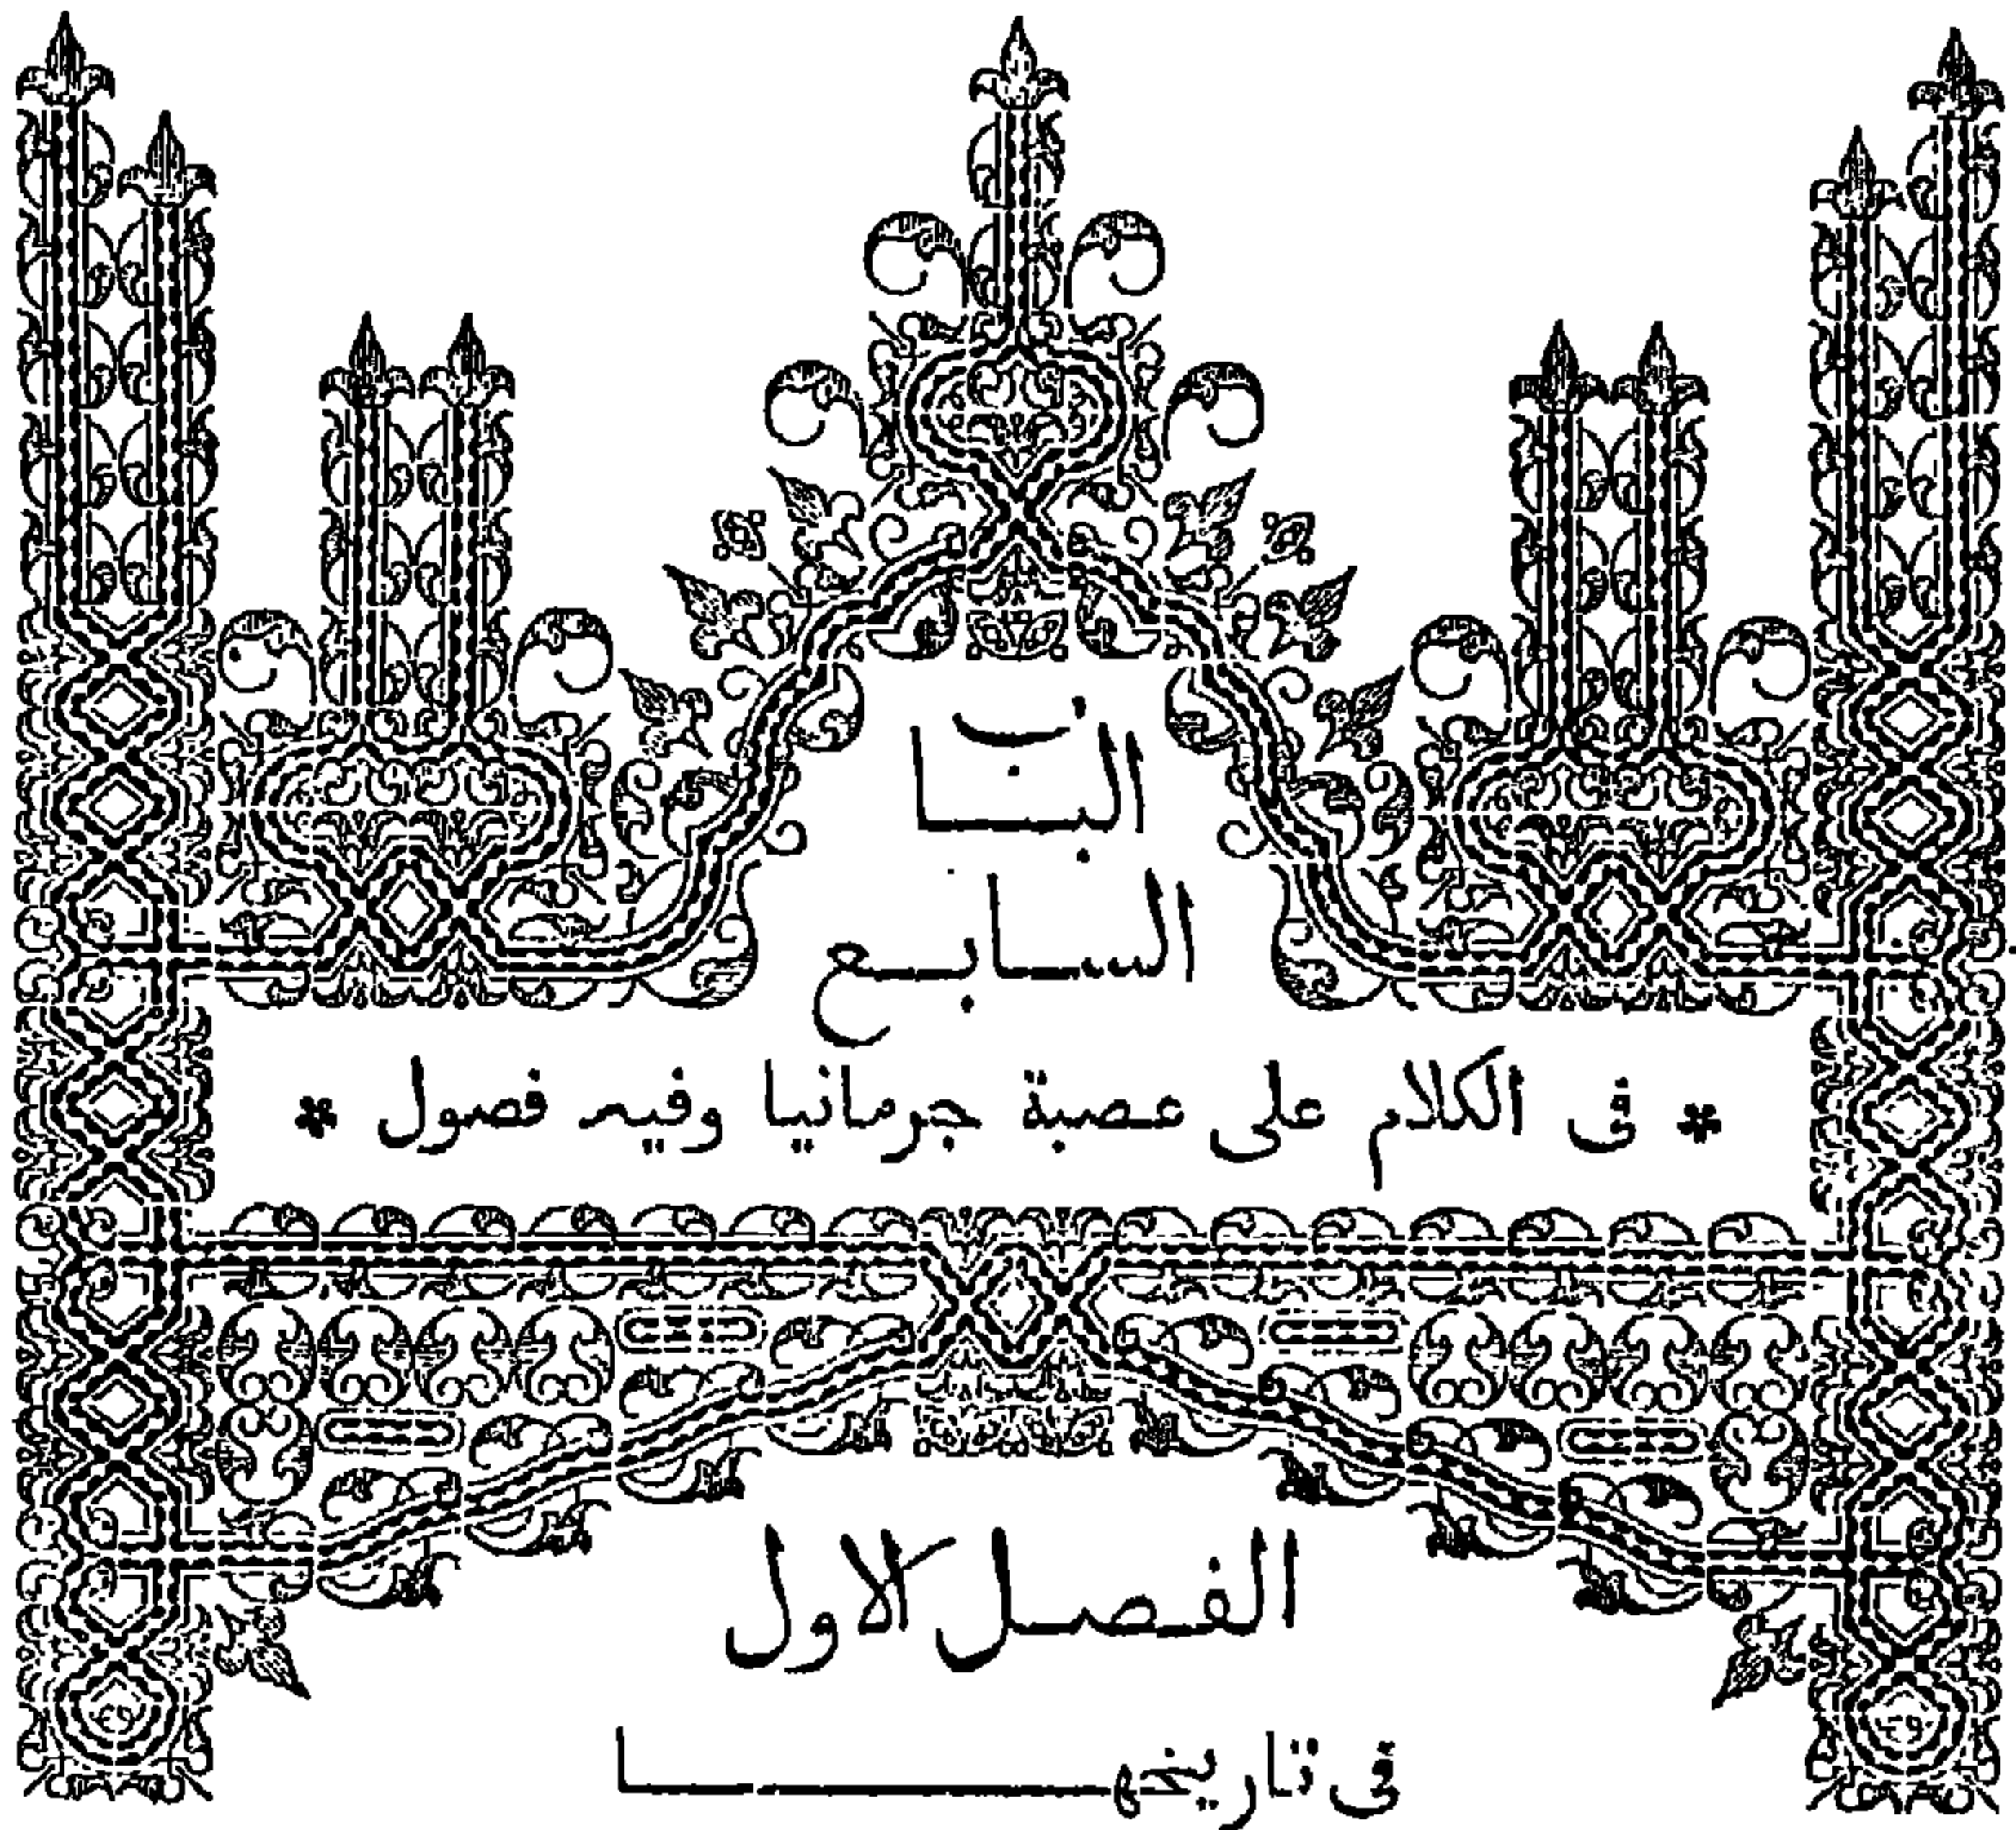 الباب
السابع
* فى الكلام على عصبة جرمانيا وفيه فصول *
الفصل الاول
فى تاريخها